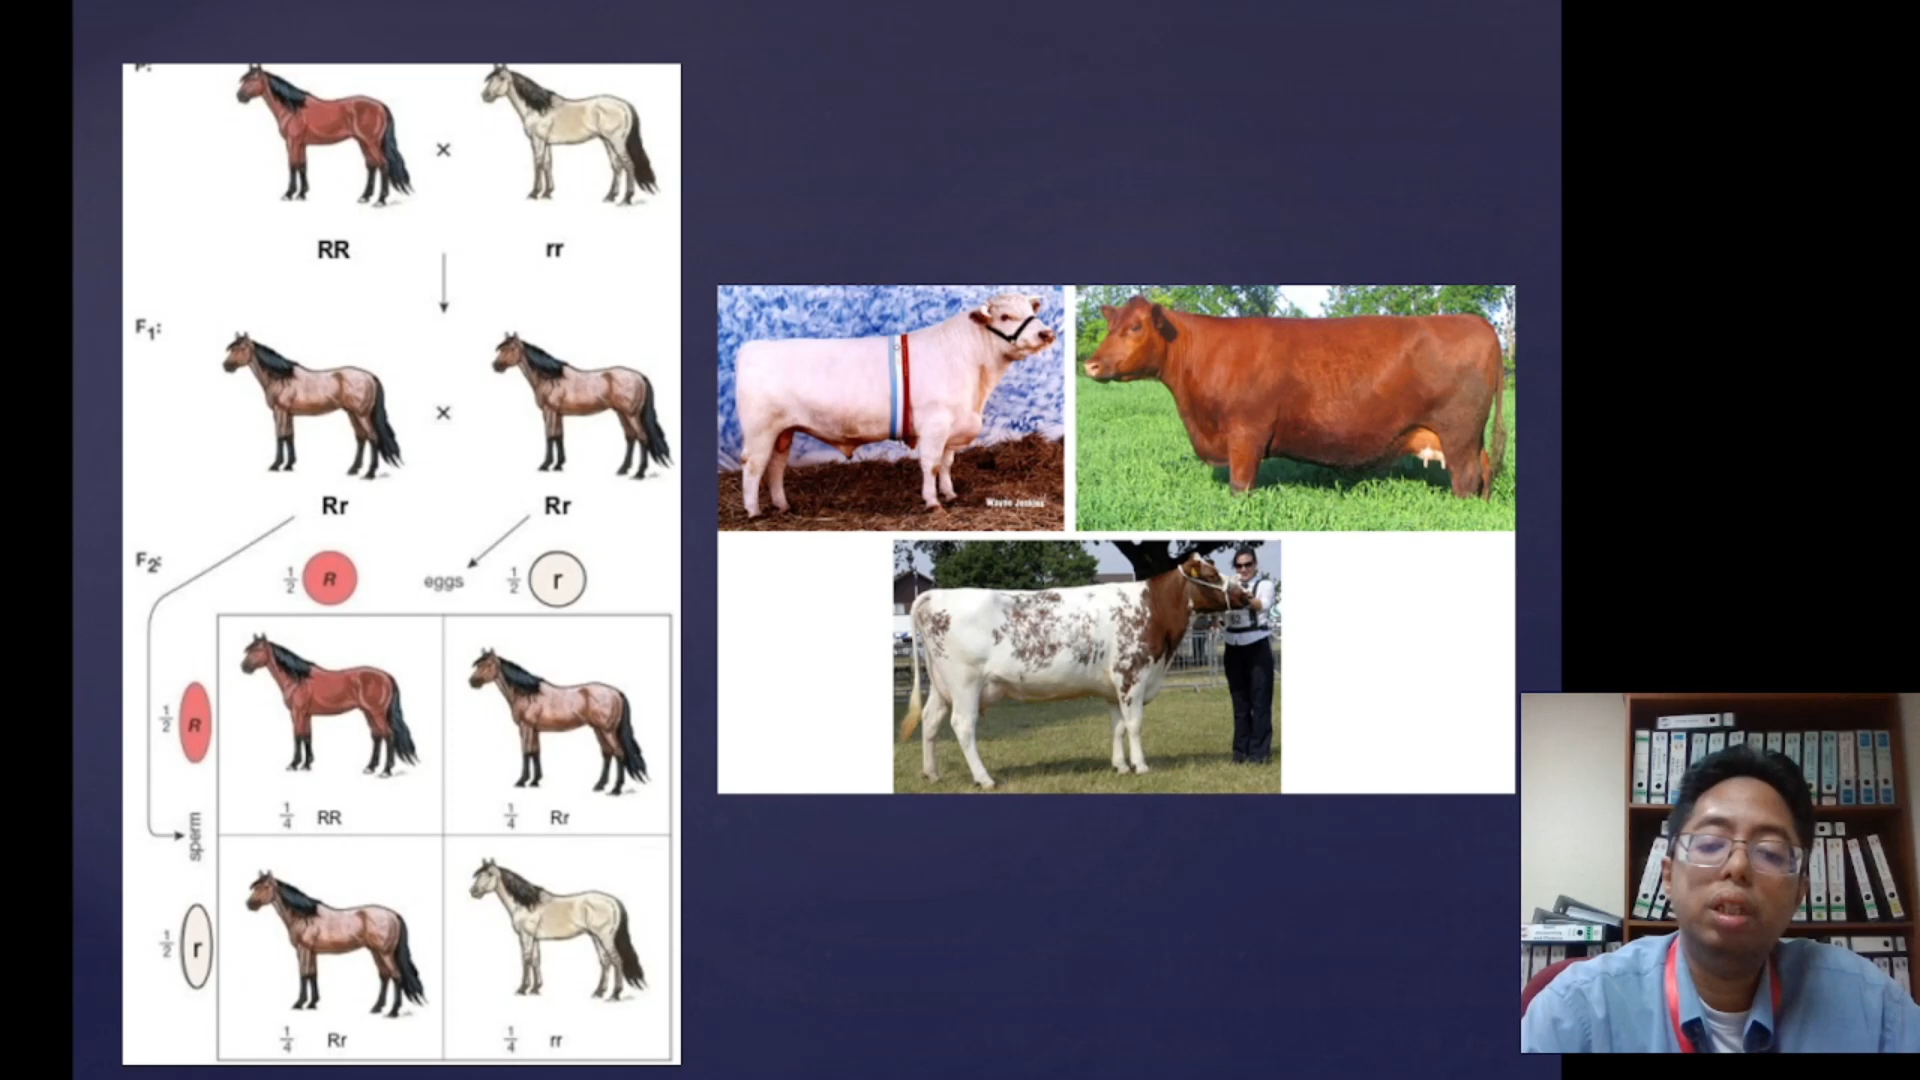 P:
×
RR
rr
F1:
×
Rr
Rr
F2:
1/2 R
eggs
1/2 r
1/2 R
1/4 RR
1/4 Rr
sperm
1/2 r
1/4 Rr
1/4 rr
Wayne Jenkins